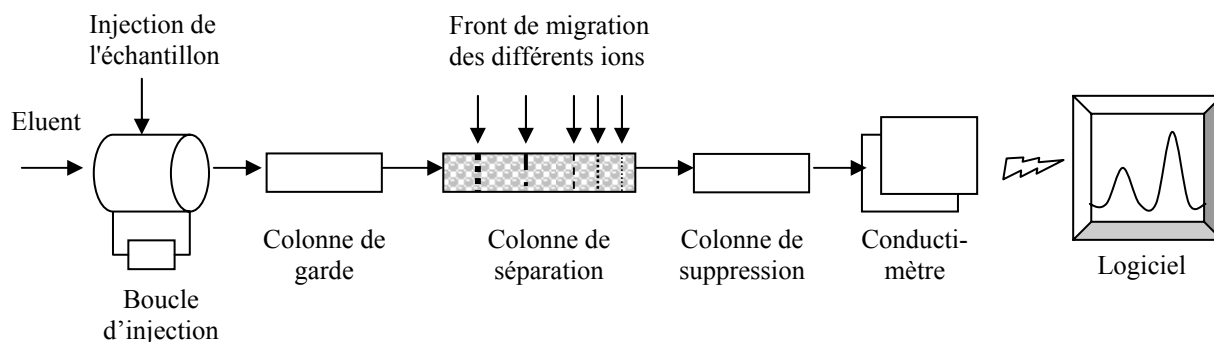 Injection de
l'échantillon
Front de migration
des différents ions
Eluent
Colonne de
garde
Colonne de
séparation
Colonne de
suppression
Conducti-
mètre
Logiciel
Boucle
d’injection